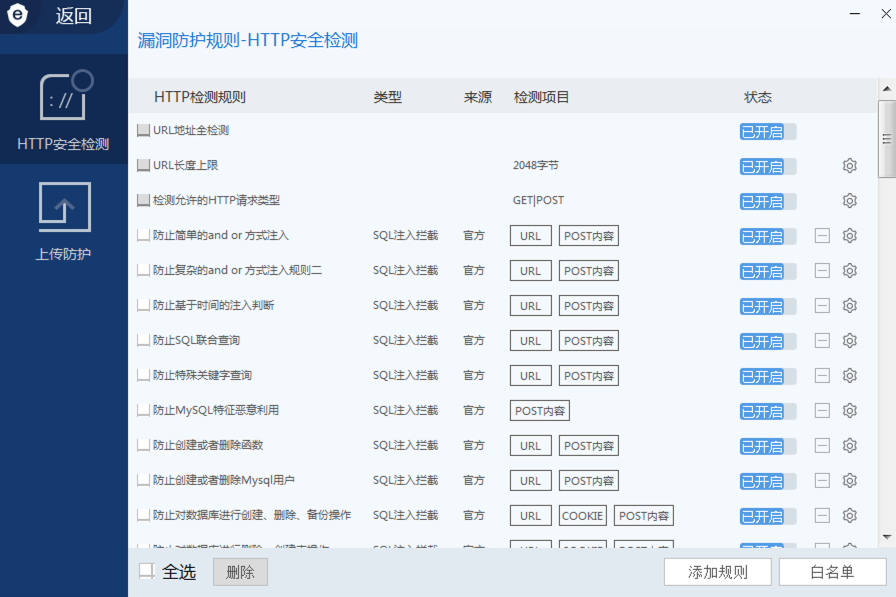 返回
漏洞防护规则-HTTP安全检测
HTTP安全检测
上传防护
HTTP检测规则 类型 来源 检测项目 状态
URL地址全检测 已开启
URL长度上限 2048字节 已开启
检测允许的HTTP请求类型 GET|POST 已开启
防止简单的and or 方式注入 SQL注入拦截 官方 URL POST内容 已开启
防止复杂的and or 方式注入规则二 SQL注入拦截 官方 URL POST内容 已开启
防止基于时间的注入判断 SQL注入拦截 官方 URL POST内容 已开启
防止SQL联合查询 SQL注入拦截 官方 URL POST内容 已开启
防止特殊关键字查询 SQL注入拦截 官方 URL POST内容 已开启
防止MySQL特征恶意利用 SQL注入拦截 官方 POST内容 已开启
防止创建或者删除函数 SQL注入拦截 官方 URL POST内容 已开启
防止创建或者删除Mysql用户 SQL注入拦截 官方 URL POST内容 已开启
防止对数据库进行创建、删除、备份操作 SQL注入拦截 官方 URL COOKIE POST内容 已开启
全选 删除 添加规则 白名单